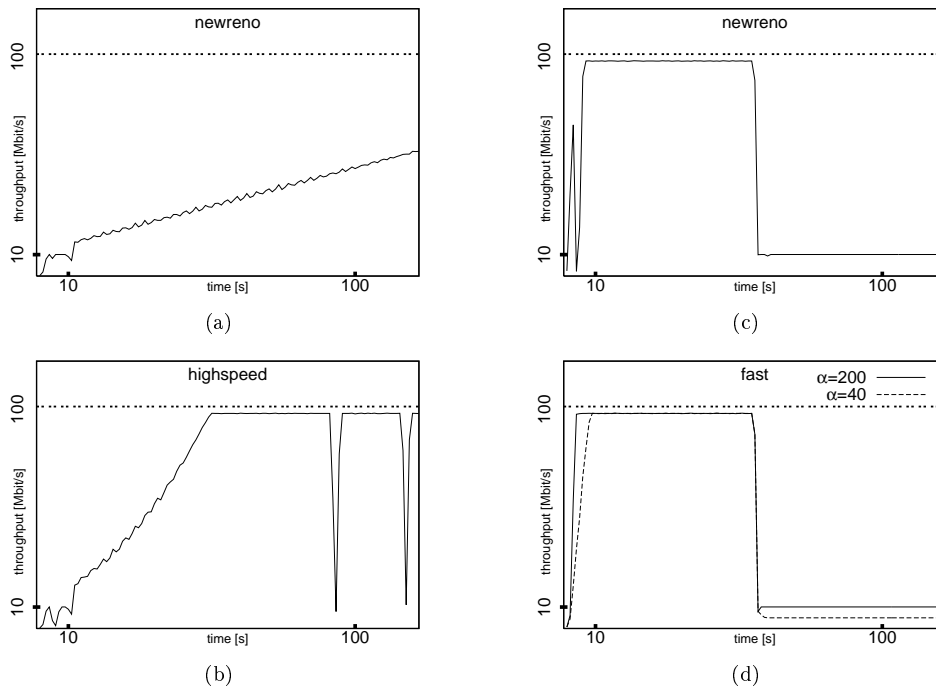 newreno
100
throughput [Mbit/s]
10
10
time [s]
100
(a)
newreno
100
throughput [Mbit/s]
10
10
time [s]
100
(c)
highspeed
100
throughput [Mbit/s]
10
10
time [s]
100
(b)
fast
α=200
α=40
100
throughput [Mbit/s]
10
10
time [s]
100
(d)